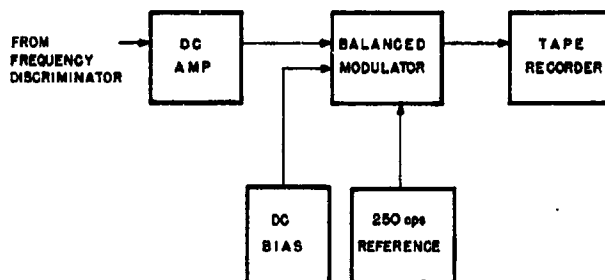 FROM
FREQUENCY
DISCRIMINATOR
DC
AMP
BALANCED
MODULATOR
TAPE
RECORDER
DC
BIAS
250 cps
REFERENCE